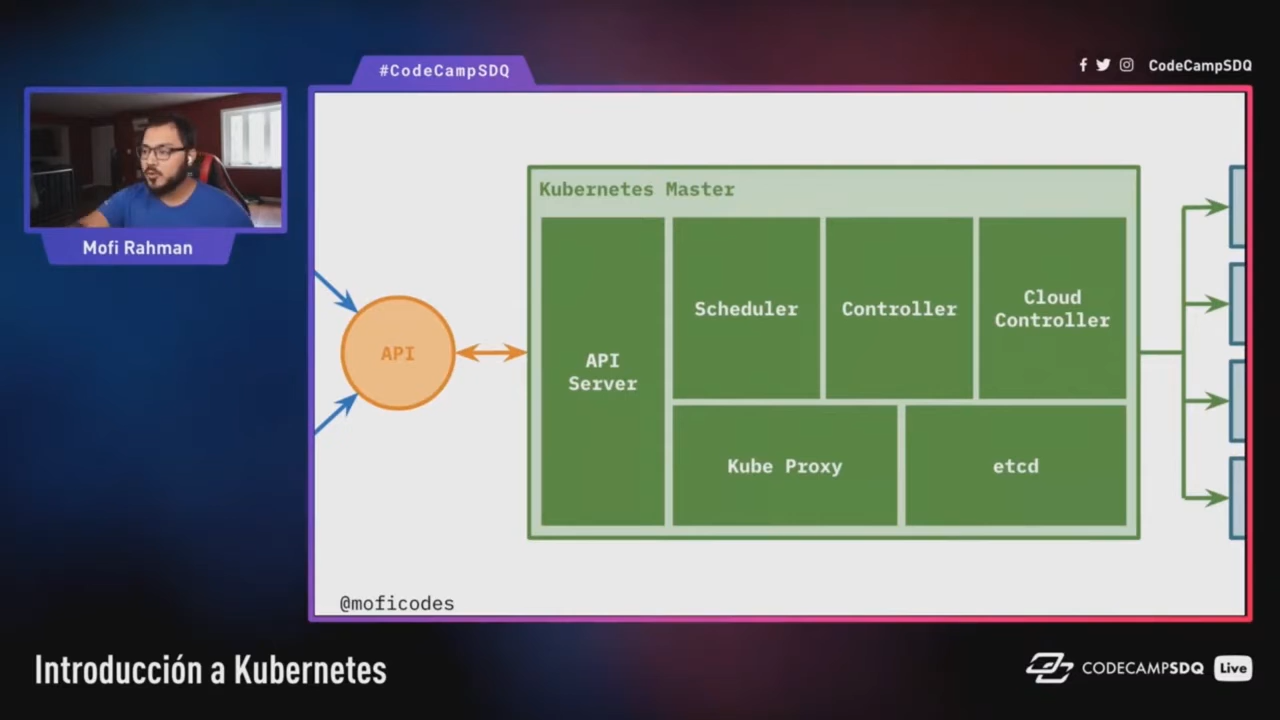 #CodeCampSDQ
CodeCampSDQ
Mofi Rahman
Kubernetes Master
API
API
Server
Scheduler
Controller
Cloud
Controller
Kube Proxy
etcd
@moficodes
Introducción a Kubernetes
CODECAMPSDQ Live